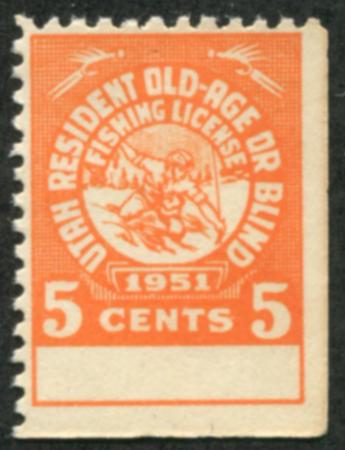 UTAH RESIDENT OLD-AGE OR BLIND
FISHING LICENSE
1951
5 CENTS 5